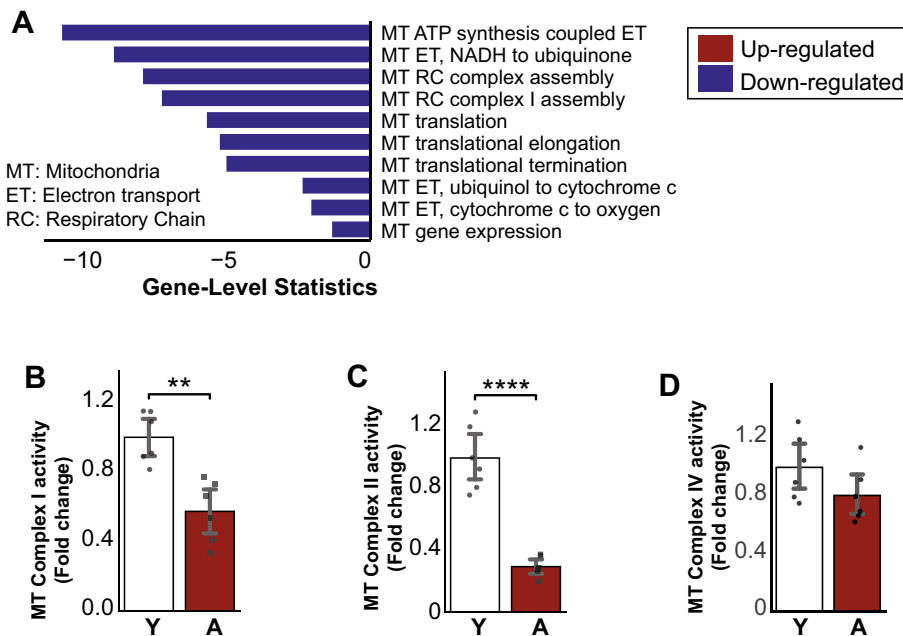 A
MT ATP synthesis coupled ET
MT ET, NADH to ubiquinone
MT RC complex assembly
MT RC complex I assembly
MT translation
MT translational elongation
MT translational termination
MT ET, ubiquinol to cytochrome c
MT ET, cytochrome c to oxygen
MT gene expression
Up-regulated
Down-regulated
MT: Mitochondria
ET: Electron transport
RC: Respiratory Chain
−10 −5 0
Gene-Level Statistics
B
MT Complex I activity
(Fold change)
1.2
0.8
0.4
0.0
**
Y A
C
MT Complex II activity
(Fold change)
1.2
0.8
0.4
0
****
Y A
D
MT Complex IV activity
(Fold change)
1.2
0.8
0.4
0
Y A